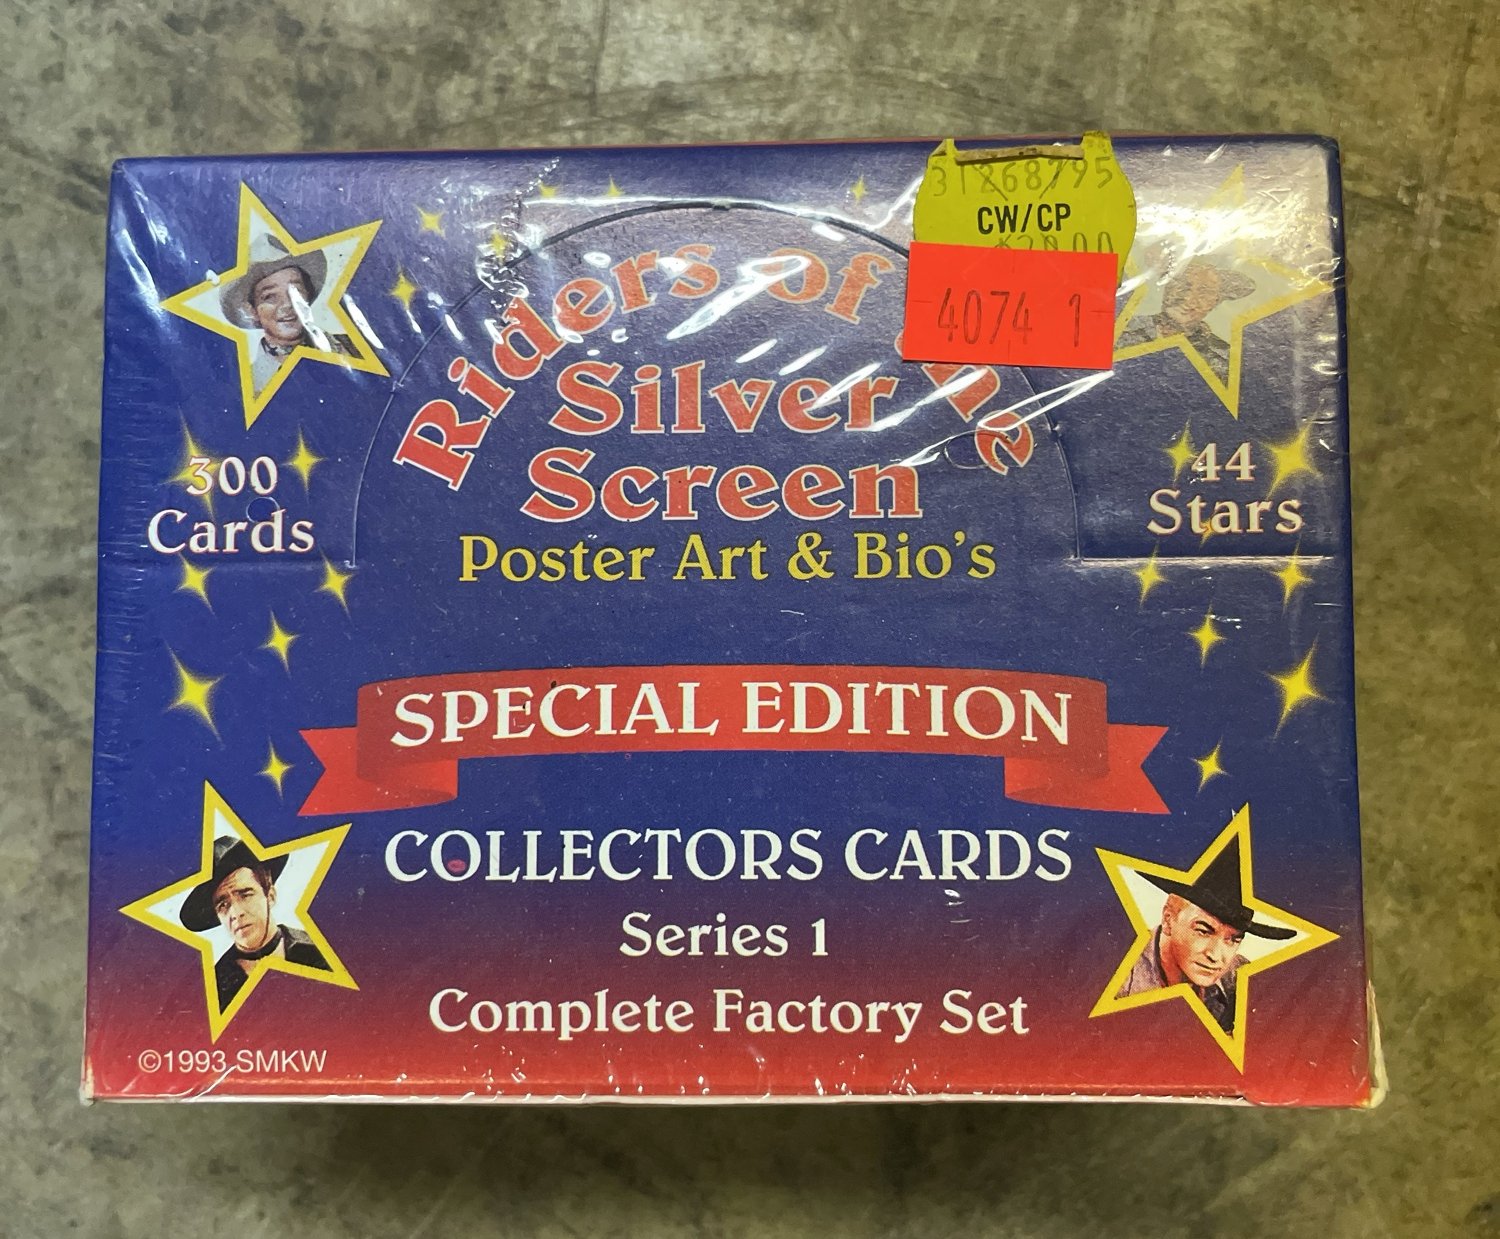 31268795
CW/CP
4074 1
Riders of the
Silver
Screen
Poster Art & Bio's
300
Cards
44
Stars
SPECIAL EDITION
COLLECTORS CARDS
Series 1
Complete Factory Set
©1993 SMKW